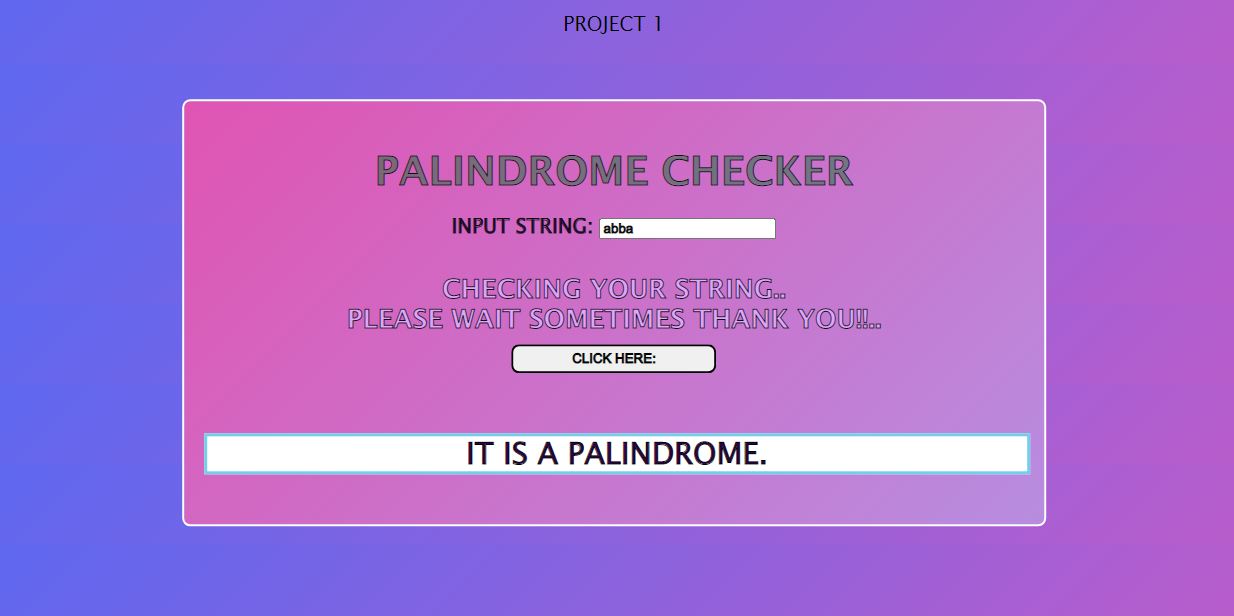 PROJECT 1
PALINDROME CHECKER
INPUT STRING: abba
CHECKING YOUR STRING..
PLEASE WAIT SOMETIMES THANK YOU!!..
CLICK HERE:
IT IS A PALINDROME.